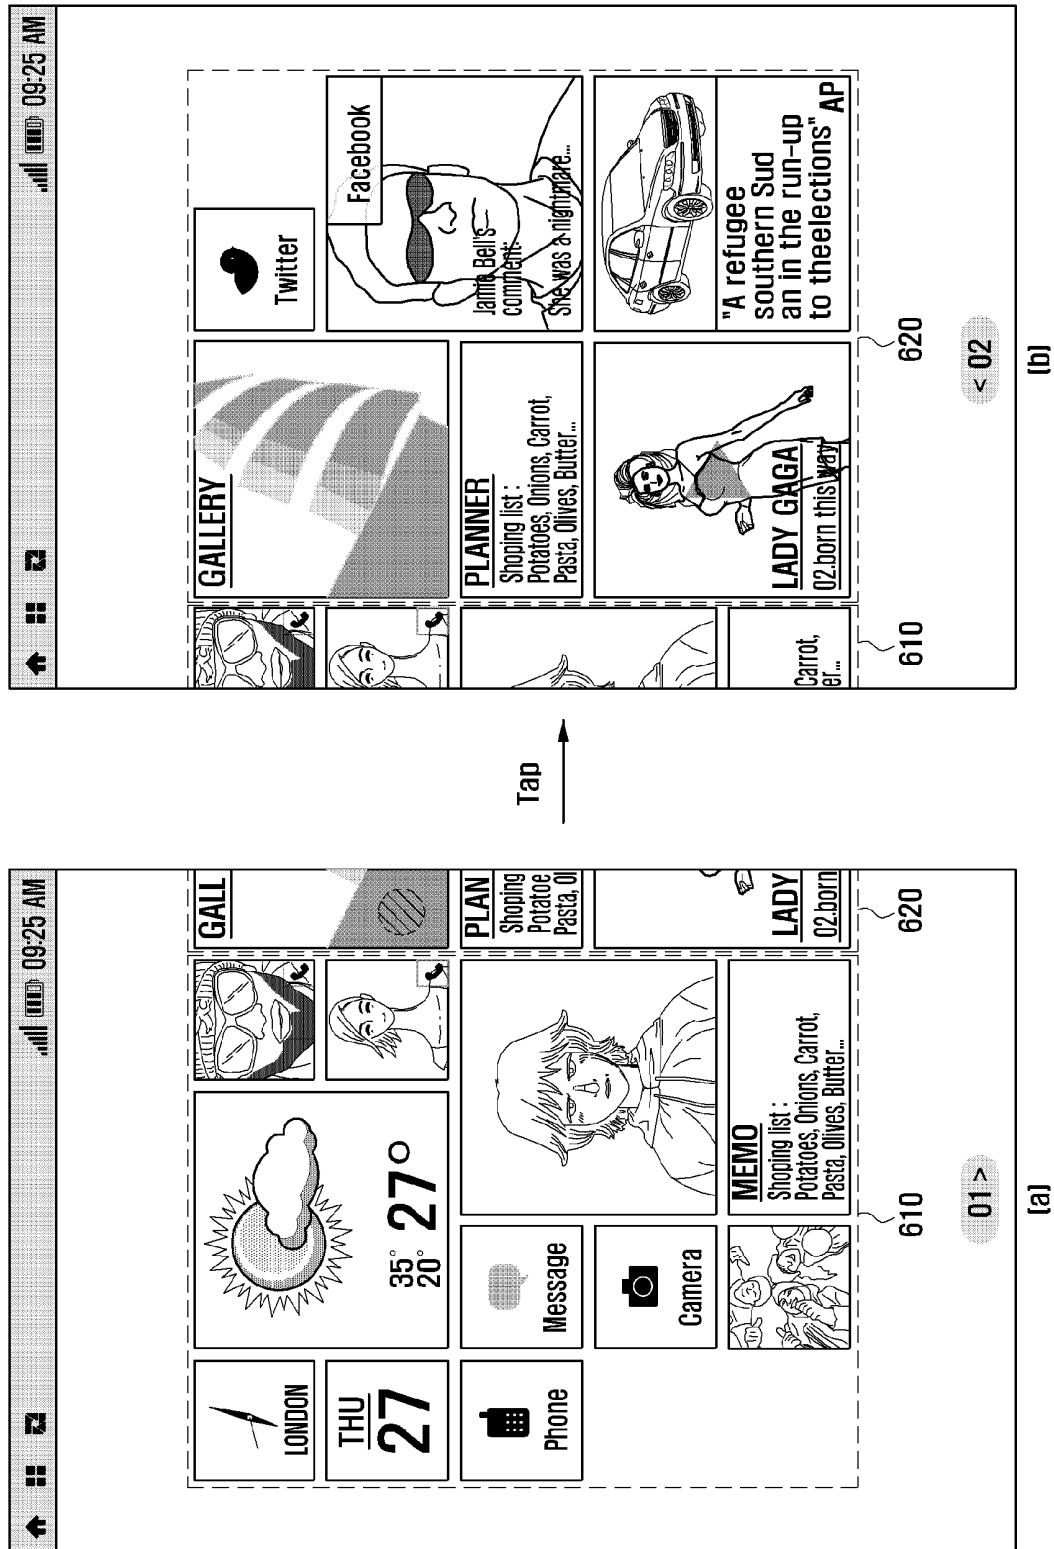 09:25 AM
LONDON
THU
27
35°
20°
27°
Phone
Message
Camera
MEMO
Shoping list :
Potatoes, Onions, Carrot,
Pasta, Olives, Butter...
GALL
PLAN
Shoping
Potatoe
Pasta, Ol
LADY
02.born
610
620
01 >
(a)
Tap
09:25 AM
Carrot,
er...
GALLERY
PLANNER
Shoping list :
Potatoes, Onions, Carrot,
Pasta, Olives, Butter...
LADY GAGA
02.born this way
Twitter
Facebook
Jamie Bell's
comment:
She was a nightmare...
"A refugee
southern Sud
an in the run-up
to theelections" AP
610
620
< 02
(b)